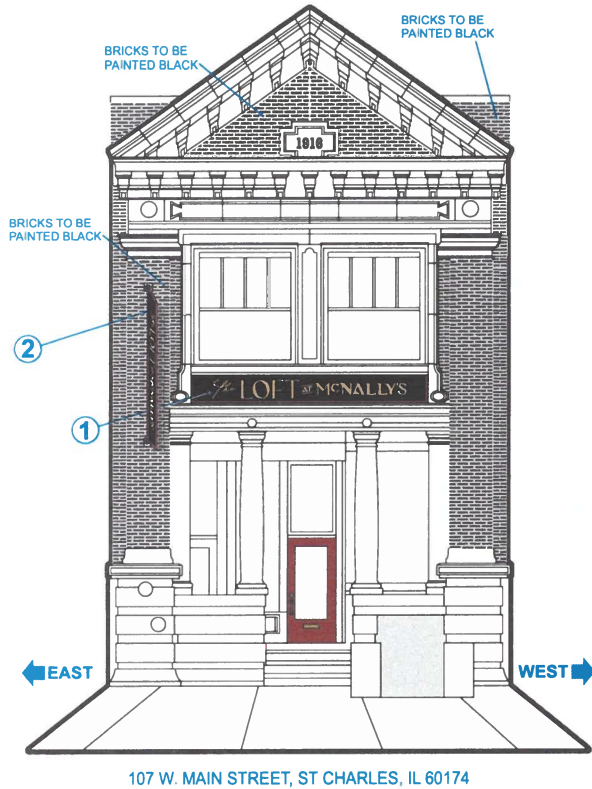 BRICKS TO BE
PAINTED BLACK
BRICKS TO BE
PAINTED BLACK
1916
BRICKS TO BE
PAINTED BLACK
2
The LOFT AT MCNALLY'S
1
EAST
WEST
107 W. MAIN STREET, ST CHARLES, IL 60174